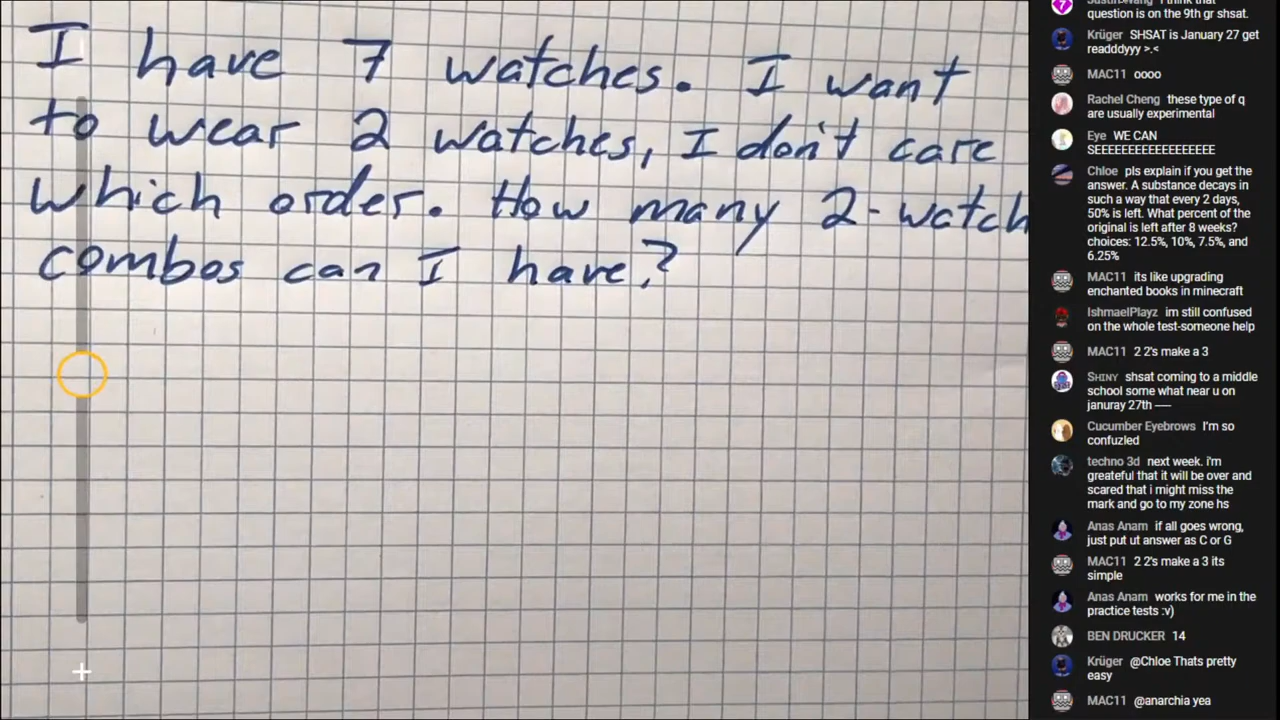 I have 7 watches. I want
to wear 2 watches, I don't care
which order. How many 2-watch
combos can I have?
question is on the 9th gr shsat.
Krüger SHSAT is January 27 get
readddyyy >.<
MAC11 oooo
Rachel Cheng these type of q
are usually experimental
Eye WE CAN
SEEEEEEEEEEEEEEEEE
Chloe pls explain if you get the
answer. A substance decays in
such a way that every 2 days,
50% is left. What percent of the
original is left after 8 weeks?
choices: 12.5%, 10%, 7.5%, and
6.25%
MAC11 its like upgrading
enchanted books in minecraft
IshmaelPlayz im still confused
on the whole test-someone help
MAC11 2 2's make a 3
Shiny shsat coming to a middle
school some what near u on
januray 27th —–
Cucumber Eyebrows I'm so
confuzled
techno 3d next week. i'm
greateful that it will be over and
scared that i might miss the
mark and go to my zone hs
Anas Anam if all goes wrong,
just put ut answer as C or G
MAC11 2 2's make a 3 its
simple
Anas Anam works for me in the
practice tests :v)
BEN DRUCKER 14
Krüger @Chloe Thats pretty
easy
MAC11 @anarchia yea